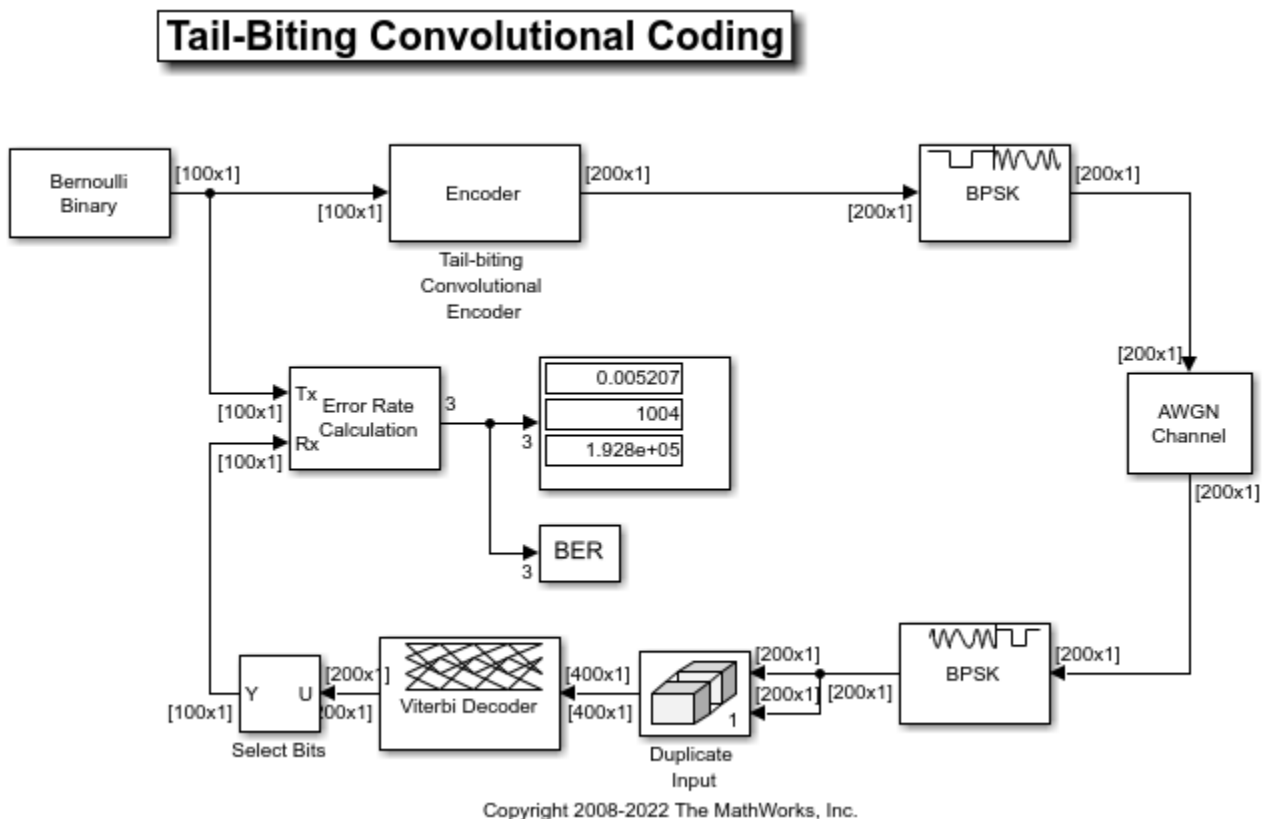 Tail-Biting Convolutional Coding
Bernoulli
Binary
[100x1]
[100x1]
Encoder
Tail-biting
Convolutional
Encoder
[200x1]
[200x1]
BPSK
[200x1]
[200x1]
AWGN
Channel
[200x1]
[100x1]
Tx
Rx
[100x1]
Error Rate
Calculation
3
3
0.005207
1004
1.928e+05
3
BER
[200x1]
BPSK
[200x1]
[200x1]
[200x1]
1
Duplicate
Input
[400x1]
[400x1]
Viterbi Decoder
[200x1]
200x1]
U
Y
Select Bits
[100x1]
Copyright 2008-2022 The MathWorks, Inc.